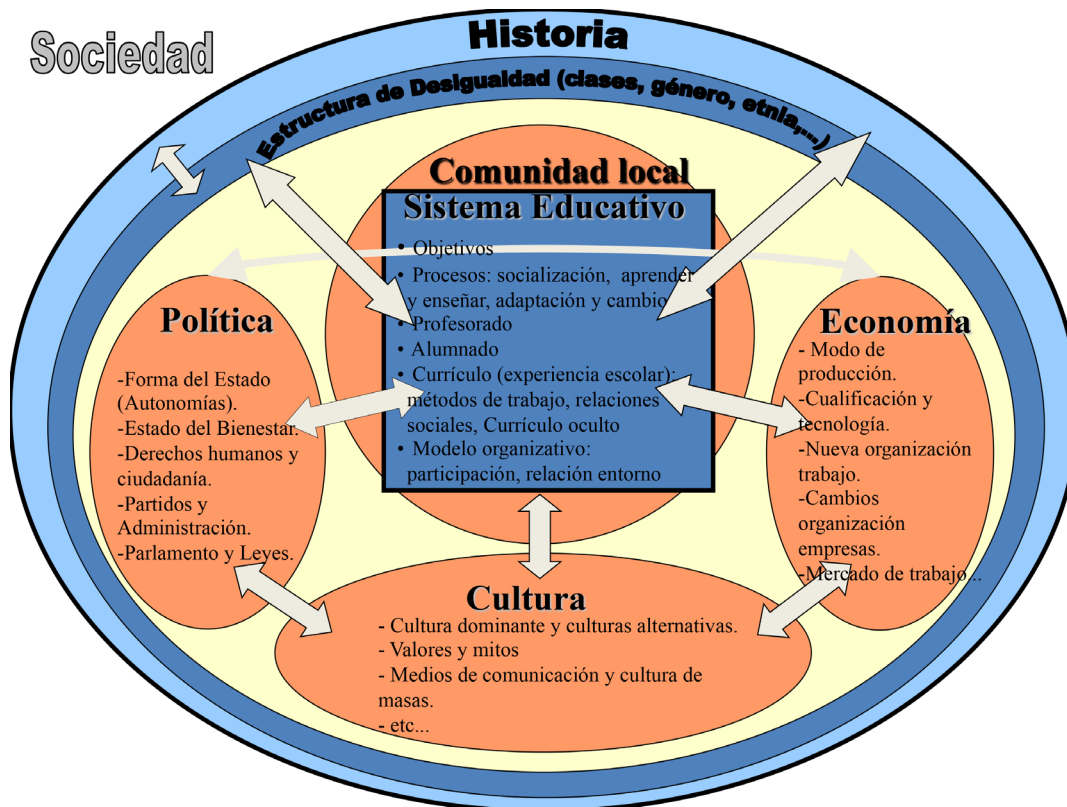 Sociedad
Historia
Estructura de Desigualdad (clases, género, etnia,...)
Comunidad local
Sistema Educativo
• Objetivos
• Procesos: socialización, aprender
y enseñar, adaptación y cambio
• Profesorado
• Alumnado
• Currículo (experiencia escolar):
métodos de trabajo, relaciones
sociales, Currículo oculto
• Modelo organizativo:
participación, relación entorno
Política
-Forma del Estado
(Autonomías).
-Estado del Bienestar.
-Derechos humanos y
ciudadanía.
-Partidos y
Administración.
-Parlamento y Leyes.
Economía
- Modo de
producción.
-Cualificación y
tecnología.
-Nueva organización
trabajo.
-Cambios
organización
empresas.
-Mercado de trabajo...
Cultura
- Cultura dominante y culturas alternativas.
- Valores y mitos
- Medios de comunicación y cultura de
masas.
- etc...